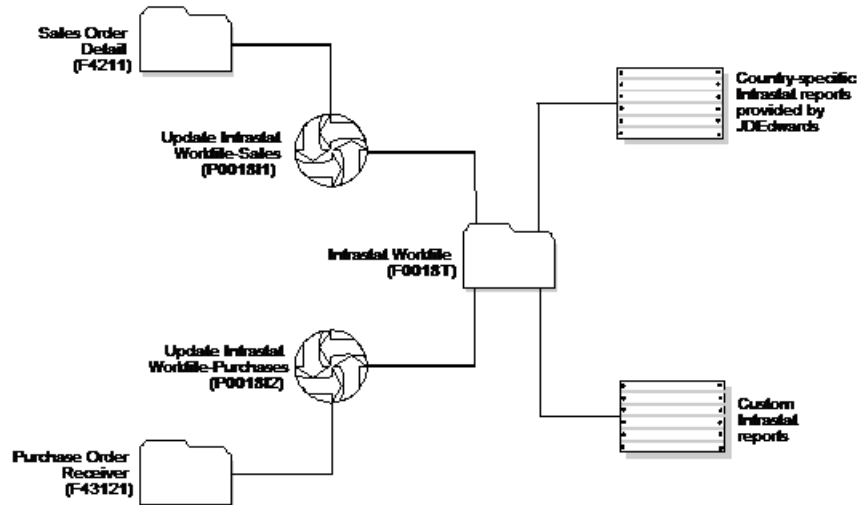 Sales Order
Detail
(F4211)
Update Intrastat
Workfile-Sales
(P0018I1)
Country-specific
Intrastat reports
provided by
JDEdwards
Intrastat Workfile
(F0018T)
Update Intrastat
Workfile-Purchases
(P0018I2)
Purchase Order
Receiver
(F43121)
Custom
Intrastat
reports